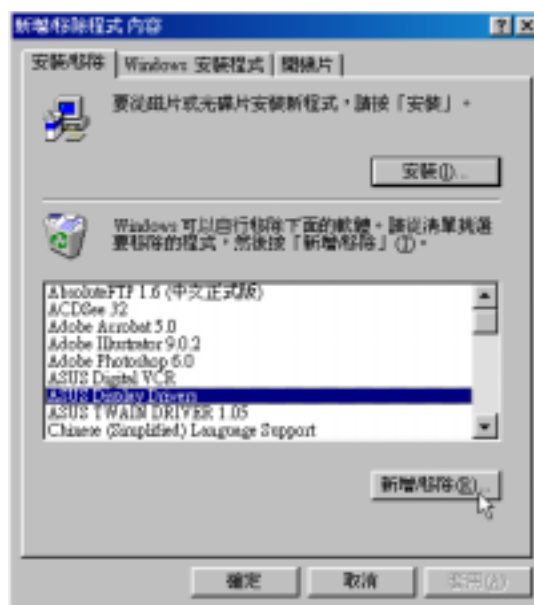 新增/移除程式 內容
安裝/移除 Windows 安裝程式 開機片
要從磁片或光碟片安裝新程式，請按「安裝」。
安裝(I)...
Windows 可以自行移除下面的軟體。請從清單挑選
要移除的程式，然後按「新增/移除」(T)。
AbsoluteFTP 1.6 (中文正式版)
ACDSee 32
Adobe Acrobat 5.0
Adobe Illustrator 9.0.2
Adobe Photoshop 6.0
ASUS Digital VCR
ASUS Display Drivers
ASUS TWAIN DRIVER 1.05
Chinese (Simplified) Language Support
新增/移除(R)...
確定 取消 套用(A)